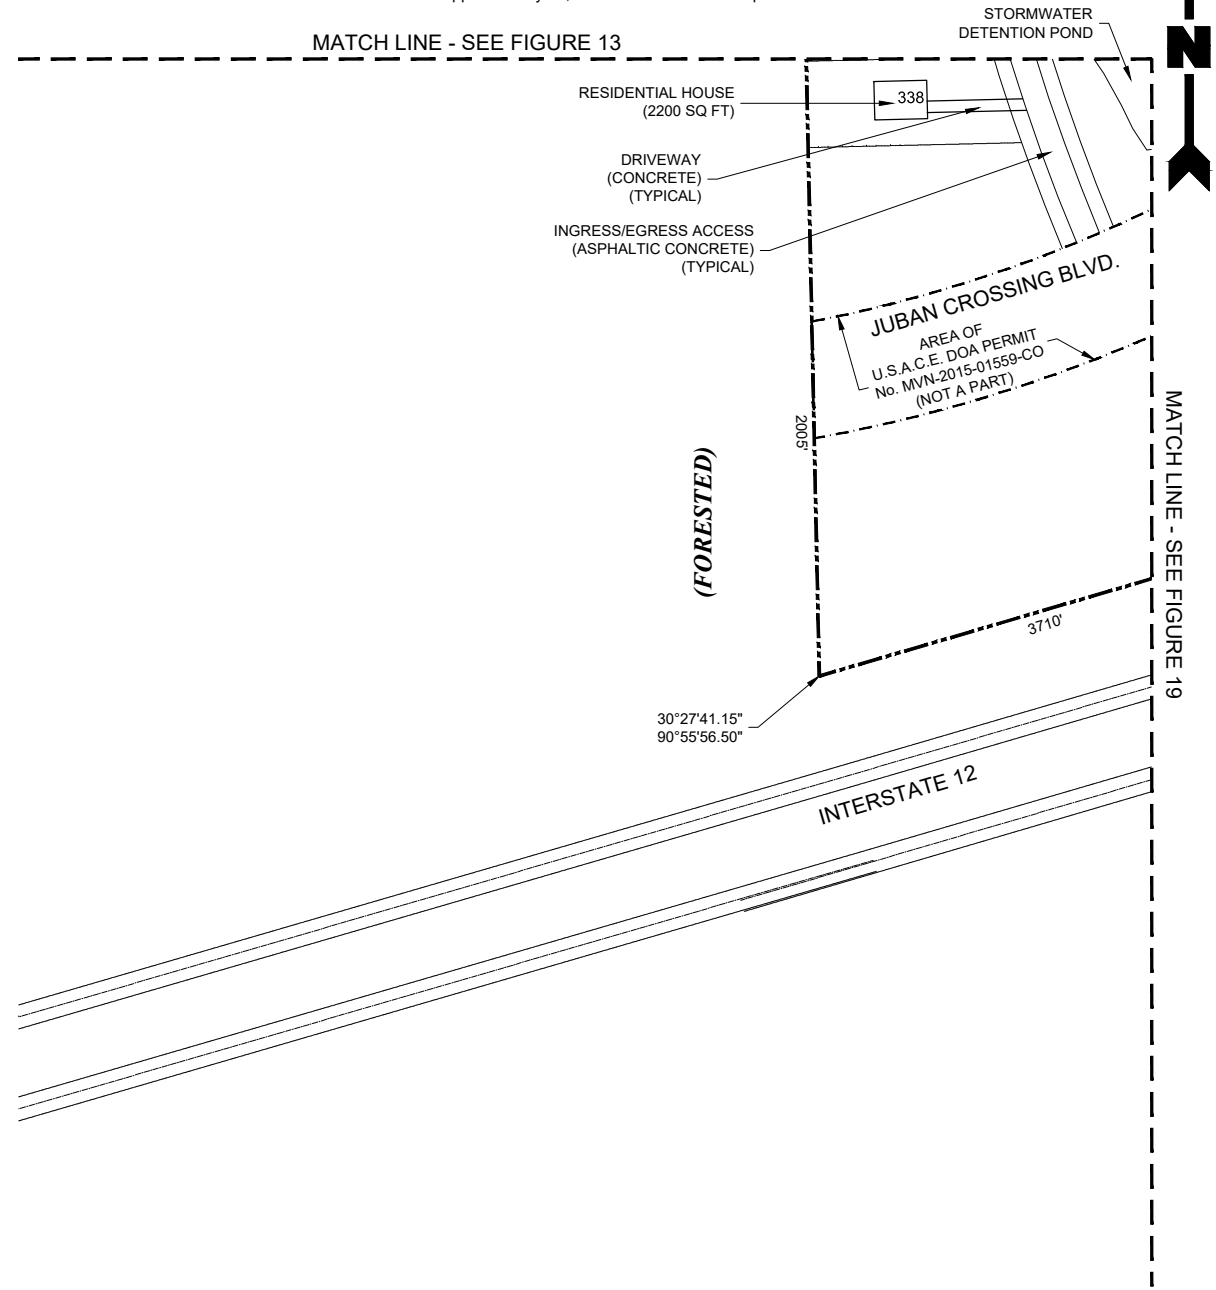 MATCH LINE - SEE FIGURE 13
STORMWATER
DETENTION POND
N
RESIDENTIAL HOUSE
(2200 SQ FT)
338
DRIVEWAY
(CONCRETE)
(TYPICAL)
INGRESS/EGRESS ACCESS
(ASPHALTIC CONCRETE)
(TYPICAL)
JUBAN CROSSING BLVD.
AREA OF
U.S.A.C.E. DOA PERMIT
No. MVN-2015-01559-CO
(NOT A PART)
2005'
(FORESTED)
MATCH LINE - SEE FIGURE 19
3710'
30°27'41.15"
90°55'56.50"
INTERSTATE 12